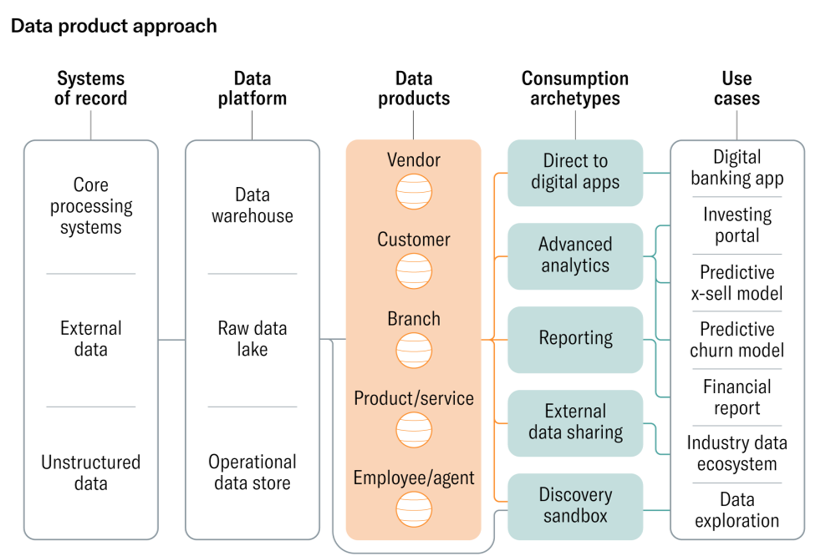 Data product approach
Systems
of record
Data
platform
Data
products
Consumption
archetypes
Use
cases
Core
processing
systems
External
data
Unstructured
data
Data
warehouse
Raw data
lake
Operational
data store
Vendor
Customer
Branch
Product/service
Employee/agent
Direct to
digital apps
Advanced
analytics
Reporting
External
data sharing
Discovery
sandbox
Digital
banking app
Investing
portal
Predictive
x-sell model
Predictive
churn model
Financial
report
Industry data
ecosystem
Data
exploration